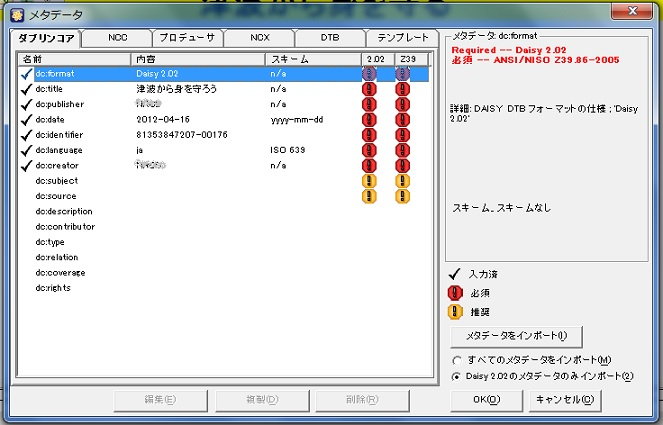 メタデータ
ダブリンコア NCC プロデューサ NCX DTB テンプレート
名前 内容 スキーム 2.02 Z39
dc:format Daisy 2.02 n/a
dc:title 津波から身を守ろう n/a
dc:publisher n/a
dc:date 2012-04-16 yyyy-mm-dd
dc:identifier 81353847207-00176
dc:language ja ISO 639
dc:creator n/a
dc:subject
dc:source
dc:description
dc:contributor
dc:type
dc:relation
dc:coverage
dc:rights
編集(E) 複製(D) 削除(R)
メタデータ: dc:format
Required -- Daisy 2.02
必須 -- ANSI/NISO Z39.86-2005
詳細: DAISY DTB フォーマットの仕様 ; 'Daisy
2.02'
スキーム_スキームなし
入力済
必須
推奨
メタデータをインポート(I)
すべてのメタデータをインポート(M)
Daisy 2.02のメタデータのみインポート(2)
OK(O) キャンセル(C)